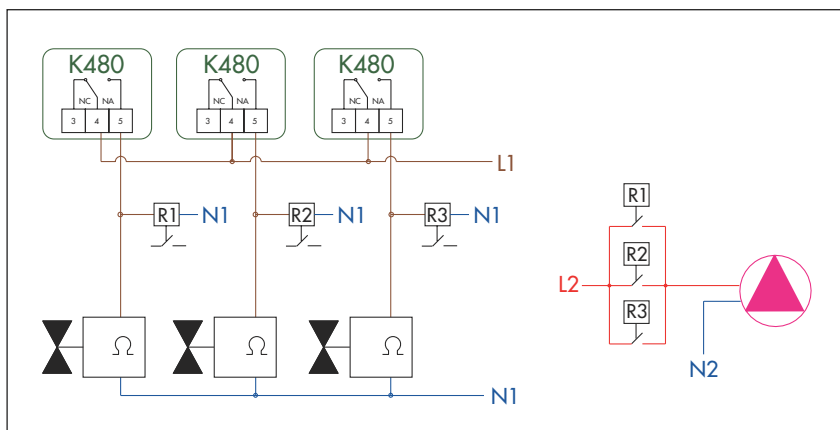 K480 K480 K480
NC NA NC NA NC NA
3 4 5 3 4 5 3 4 5
L1
R1 N1 R2 N1 R3 N1
R1
R2
L2
R3
N2
Ω Ω Ω
N1